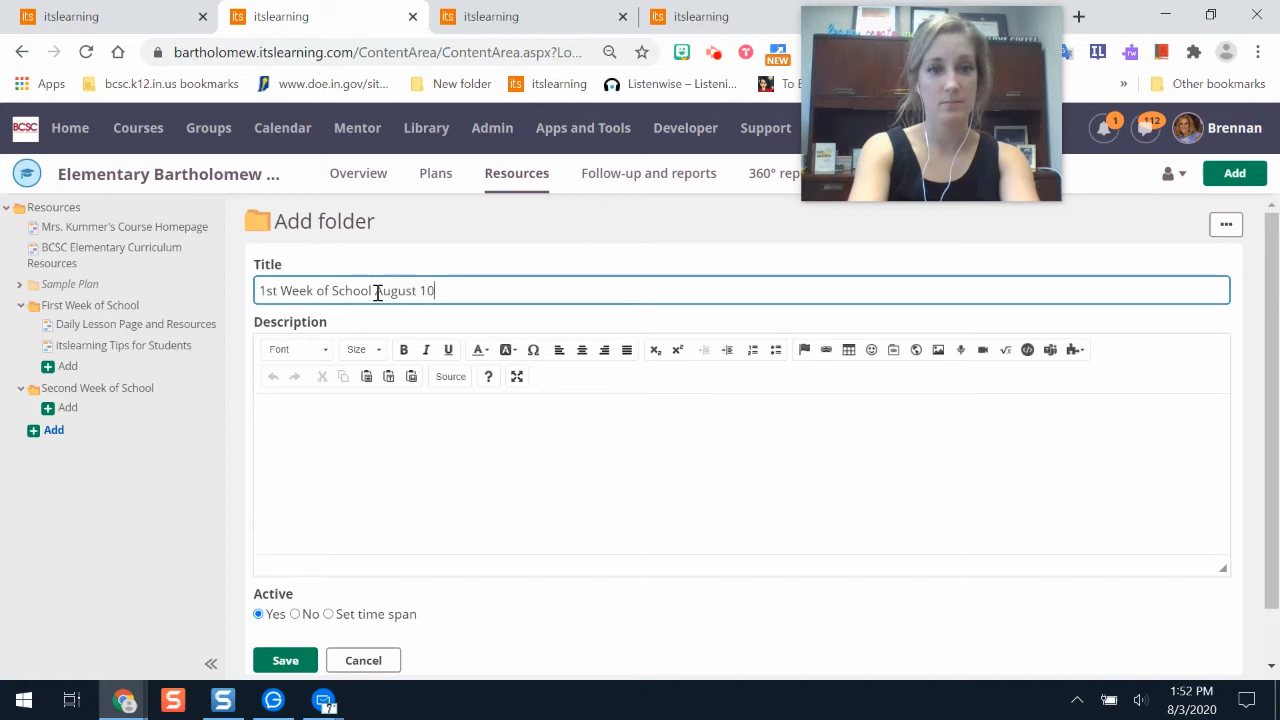 itslearning
itslearning
itslearning
itslearning
bartholomew.itslearning.com/ContentArea/ContentArea.aspx?Lo...
NEW
IL
rw
Apps
bcsc.k12.in.us bookmarks
www.doe.in.gov/sit...
New folder
itslearning
Listenwise – Listeni...
» Other bookmarks
BCSC Home Courses Groups Calendar Mentor Library Admin Apps and Tools Developer Support 1 112 Brennan
Elementary Bartholomew ... Overview Plans Resources Follow-up and reports Add
Resources
Mrs. Kummer's Course Homepage
BCSC Elementary Curriculum
Resources
Sample Plan
First Week of School
Daily Lesson Page and Resources
itslearning Tips for Students
Add
Second Week of School
Add
Add
Add folder
Title
1st Week of School August 10
Description
Font Size B I U A A Ω
Source ?
Active
Yes No Set time span
Save Cancel
1:52 PM
8/3/2020